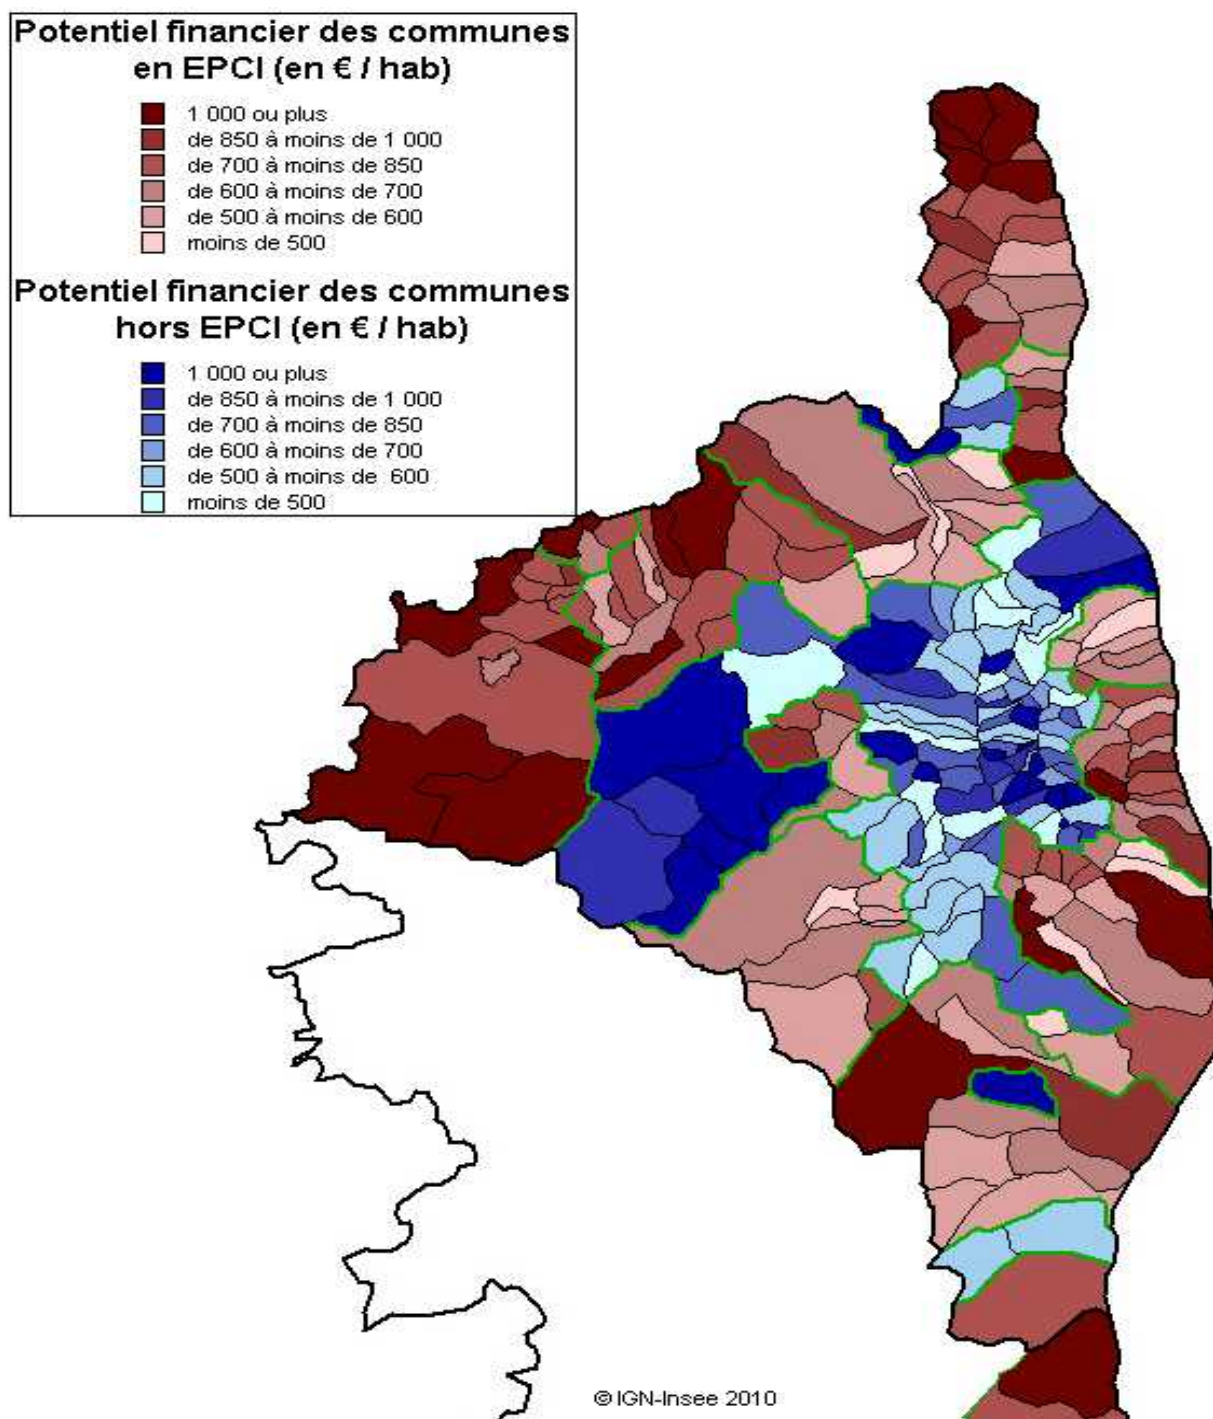 Potentiel financier des communes
en EPCI (en € / hab)
1 000 ou plus
de 850 à moins de 1 000
de 700 à moins de 850
de 600 à moins de 700
de 500 à moins de 600
moins de 500
Potentiel financier des communes
hors EPCI (en € / hab)
1 000 ou plus
de 850 à moins de 1 000
de 700 à moins de 850
de 600 à moins de 700
de 500 à moins de 600
moins de 500
© IGN-Insee 2010